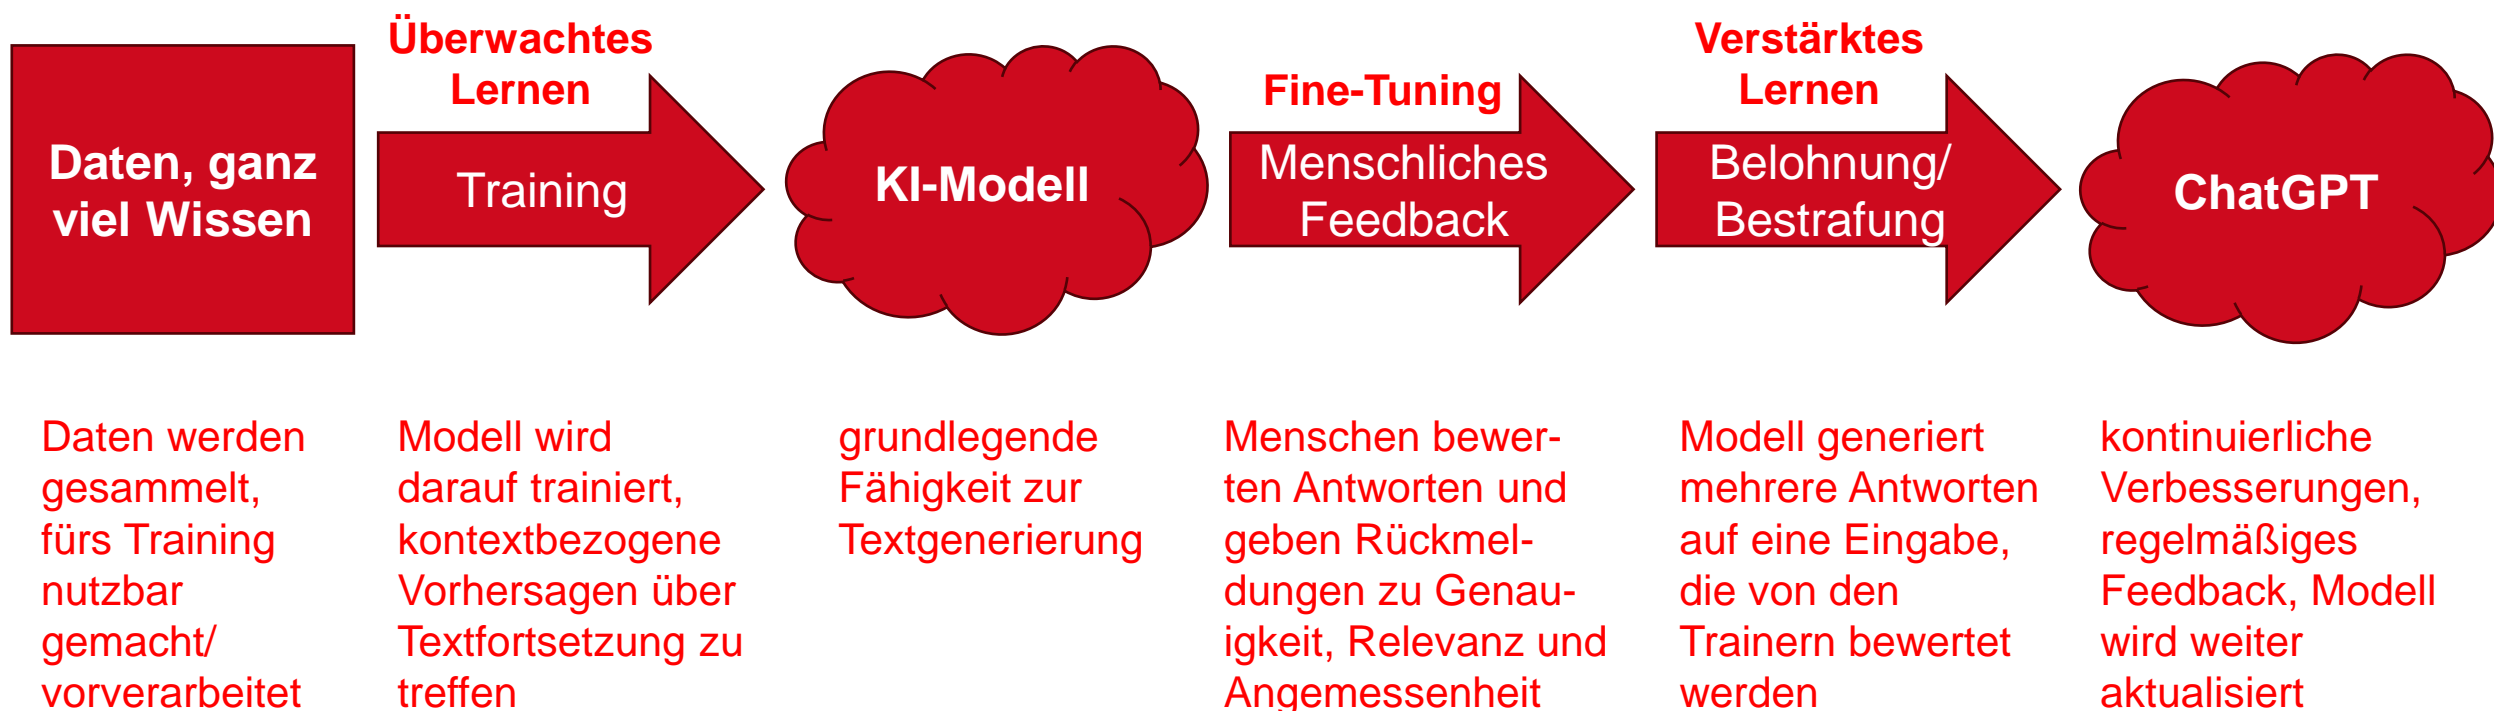 Daten, ganz
viel Wissen
Überwachtes
Lernen
Training
KI-Modell
Fine-Tuning
Menschliches
Feedback
Verstärktes
Lernen
Belohnung/
Bestrafung
ChatGPT
Daten werden
gesammelt,
fürs Training
nutzbar
gemacht/
vorverarbeitet
Modell wird
darauf trainiert,
kontextbezogene
Vorhersagen über
Textfortsetzung zu
treffen
grundlegende
Fähigkeit zur
Textgenerierung
Menschen bewer-
ten Antworten und
geben Rückmel-
dungen zu Genau-
igkeit, Relevanz und
Angemessenheit
Modell generiert
mehrere Antworten
auf eine Eingabe,
die von den
Trainern bewertet
werden
kontinuierliche
Verbesserungen,
regelmäßiges
Feedback, Modell
wird weiter
aktualisiert